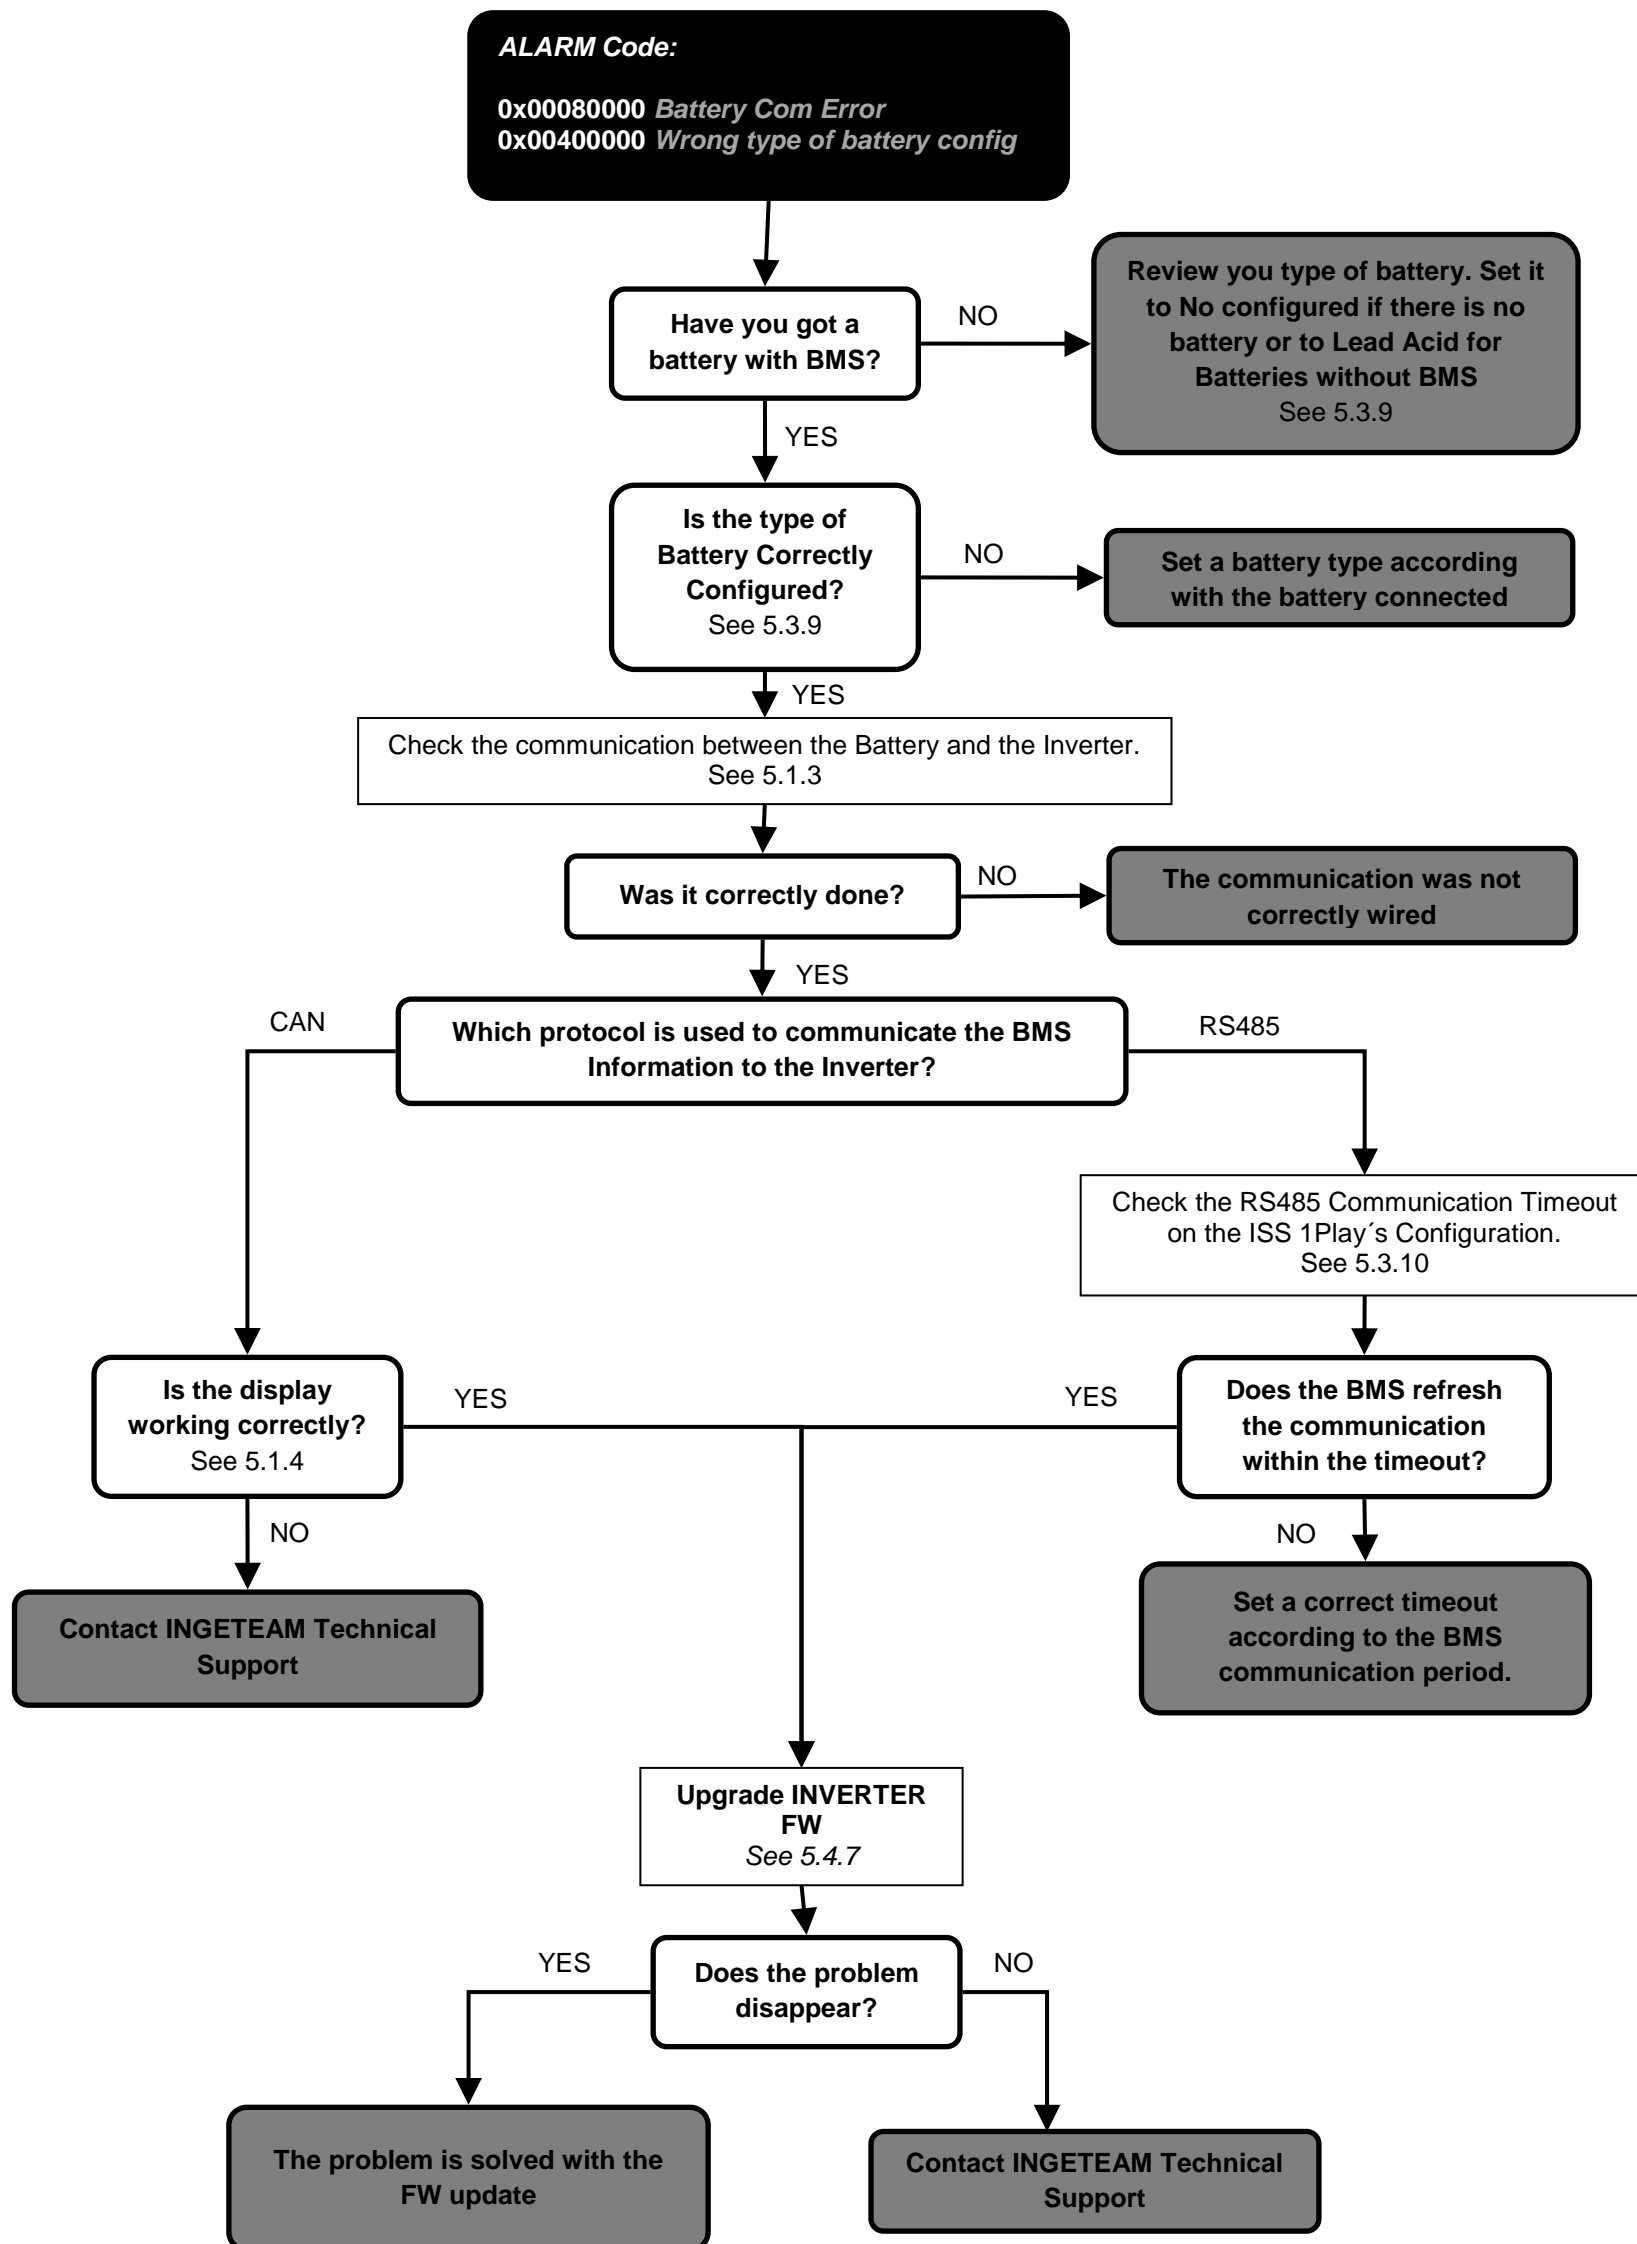 ALARM Code:
0x00080000 Battery Com Error
0x00400000 Wrong type of battery config
Have you got a
battery with BMS?
NO
Review you type of battery. Set it
to No configured if there is no
battery or to Lead Acid for
Batteries without BMS
See 5.3.9
YES
Is the type of
Battery Correctly
Configured?
See 5.3.9
NO
Set a battery type according
with the battery connected
YES
Check the communication between the Battery and the Inverter.
See 5.1.3
Was it correctly done?
NO
The communication was not
correctly wired
YES
Which protocol is used to communicate the BMS
Information to the Inverter?
CAN
RS485
Check the RS485 Communication Timeout
on the ISS 1Play´s Configuration.
See 5.3.10
Is the display
working correctly?
See 5.1.4
YES
YES
Does the BMS refresh
the communication
within the timeout?
NO
NO
Contact INGETEAM Technical
Support
Set a correct timeout
according to the BMS
communication period.
Upgrade INVERTER
FW
See 5.4.7
Does the problem
disappear?
YES
NO
The problem is solved with the
FW update
Contact INGETEAM Technical
Support